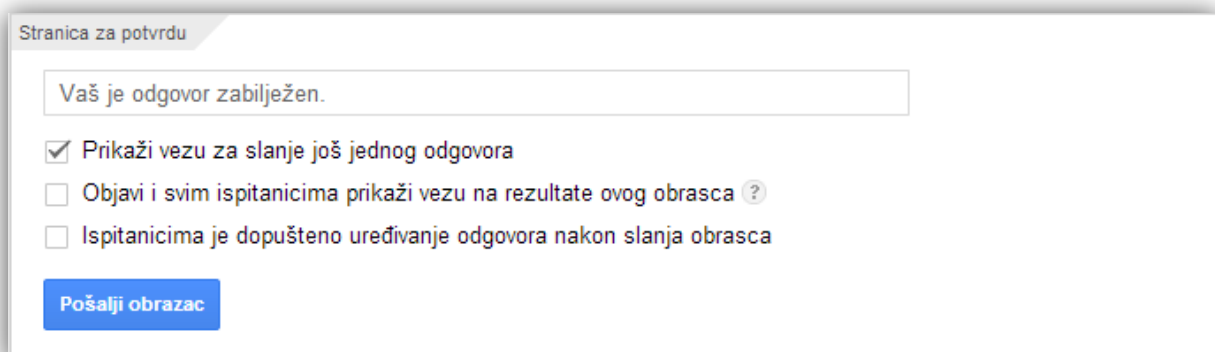 Stranica za potvrdu
Vaš je odgovor zabilježen.
Prikaži vezu za slanje još jednog odgovora
Objavi i svim ispitanicima prikaži vezu na rezultate ovog obrasca ?
Ispitanicima je dopušteno uređivanje odgovora nakon slanja obrasca
Pošalji obrazac